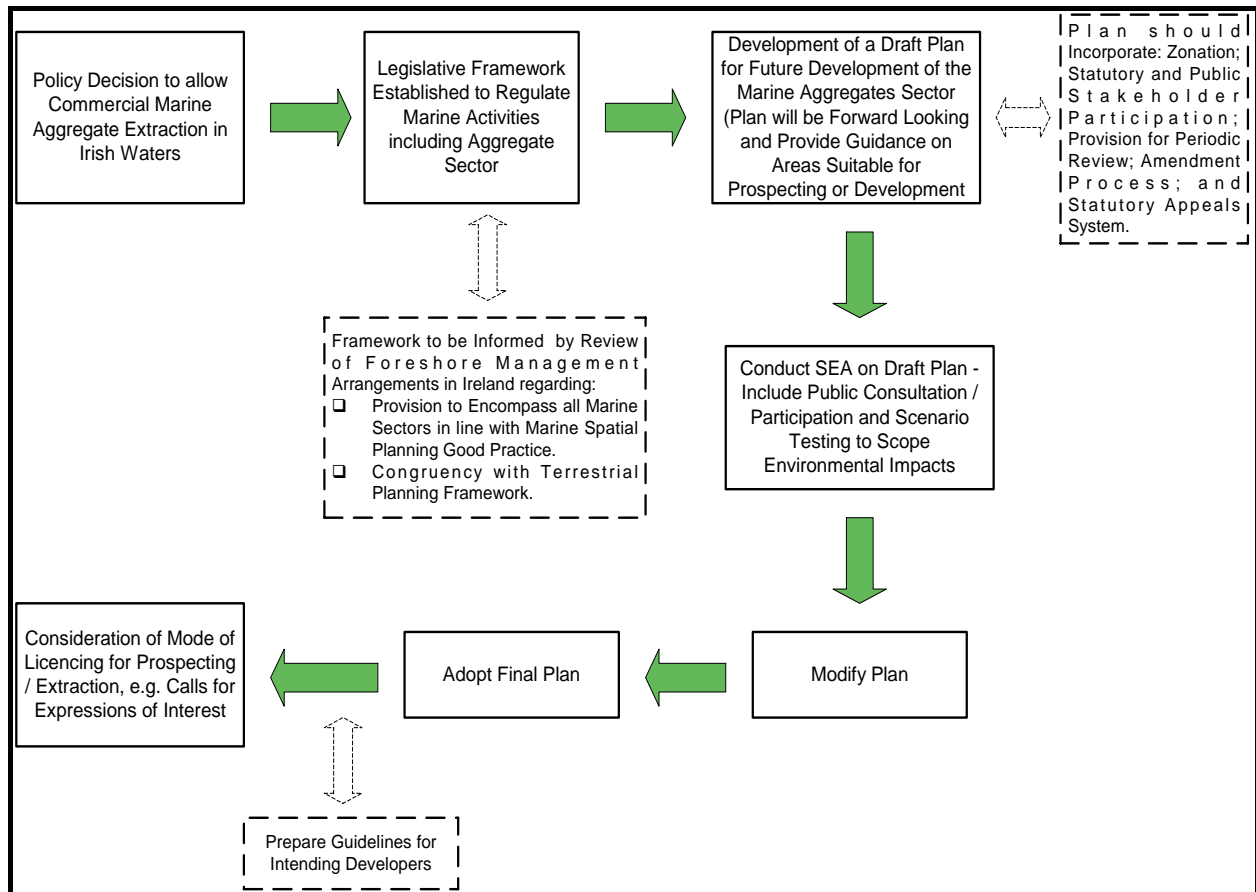 Policy Decision to allow
Commercial Marine
Aggregate Extraction in
Irish Waters
Legislative Framework
Established to Regulate
Marine Activities
including Aggregate
Sector
Development of a Draft Plan
for Future Development of the
Marine Aggregates Sector
(Plan will be Forward Looking
and Provide Guidance on
Areas Suitable for
Prospecting or Development
Plan should
Incorporate: Zonation;
Statutory and Public
Stakeholder
Participation;
Provision for Periodic
Review; Amendment
Process; and
Statutory Appeals
System.
Framework to be Informed by Review
of Foreshore Management
Arrangements in Ireland regarding:
❑ Provision to Encompass all Marine
Sectors in line with Marine Spatial
Planning Good Practice.
❑ Congruency with Terrestrial
Planning Framework.
Conduct SEA on Draft Plan -
Include Public Consultation /
Participation and Scenario
Testing to Scope
Environmental Impacts
Modify Plan
Adopt Final Plan
Consideration of Mode of
Licencing for Prospecting
/ Extraction, e.g. Calls for
Expressions of Interest
Prepare Guidelines for
Intending Developers